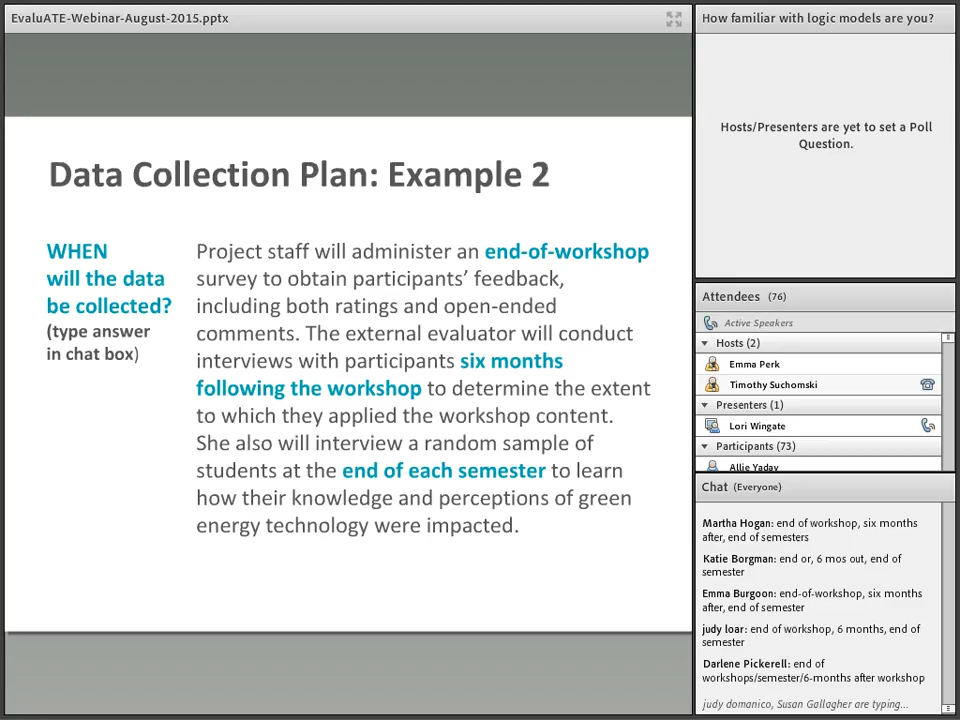 EvaluATE-Webinar-August-2015.pptx
Data Collection Plan: Example 2
WHEN
will the data
be collected?
(type answer
in chat box)
Project staff will administer an end-of-workshop
survey to obtain participants’ feedback,
including both ratings and open-ended
comments. The external evaluator will conduct
interviews with participants six months
following the workshop to determine the extent
to which they applied the workshop content.
She also will interview a random sample of
students at the end of each semester to learn
how their knowledge and perceptions of green
energy technology were impacted.
How familiar with logic models are you?
Hosts/Presenters are yet to set a Poll
Question.
Attendees (76)
Active Speakers
Hosts (2)
Emma Perk
Timothy Suchomski
Presenters (1)
Lori Wingate
Participants (73)
Allie Yaday
Chat (Everyone)
Martha Hogan: end of workshop, six months
after, end of semesters
Katie Borgman: end or, 6 mos out, end of
semester
Emma Burgoon: end-of-workshop, six months
after, end of semester
judy loar: end of workshop, 6 months, end of
semester
Darlene Pickerell: end of
workshops/semester/6-months after workshop
judy domanico, Susan Gallagher are typing...